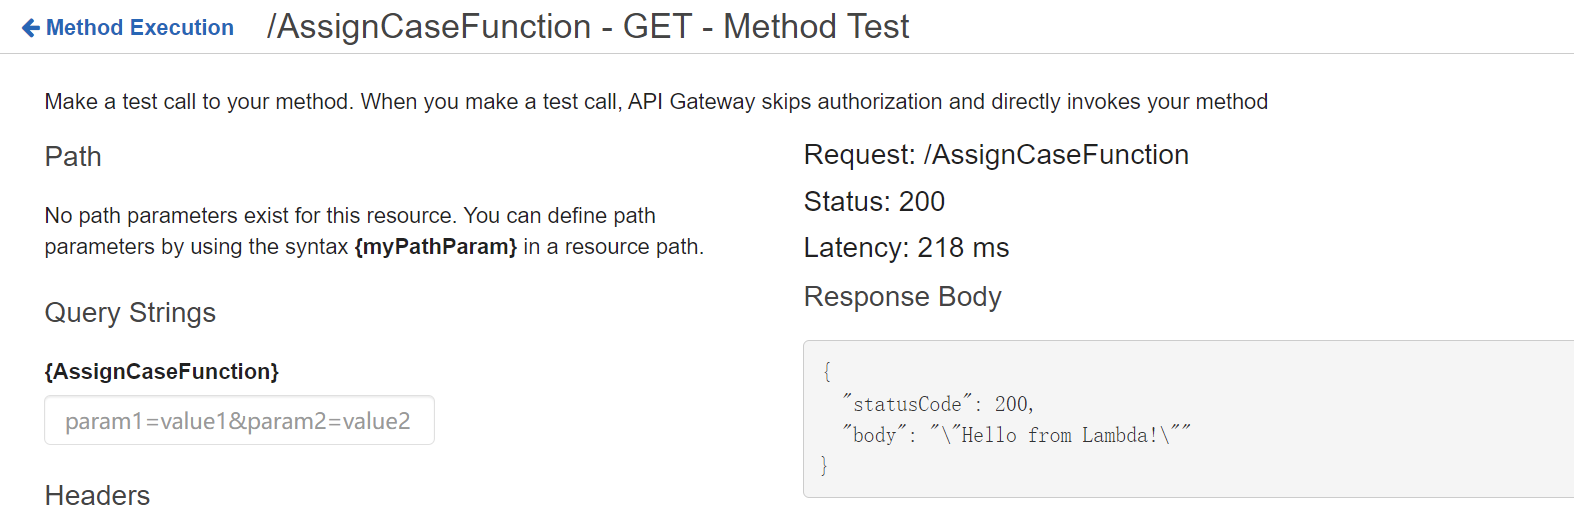 Method Execution /AssignCaseFunction - GET - Method Test
Make a test call to your method. When you make a test call, API Gateway skips authorization and directly invokes your method
Path
No path parameters exist for this resource. You can define path
parameters by using the syntax {myPathParam} in a resource path.
Query Strings
{AssignCaseFunction}
param1=value1&param2=value2
Headers
Request: /AssignCaseFunction
Status: 200
Latency: 218 ms
Response Body
{
"statusCode": 200,
"body": "\"Hello from Lambda!\""
}